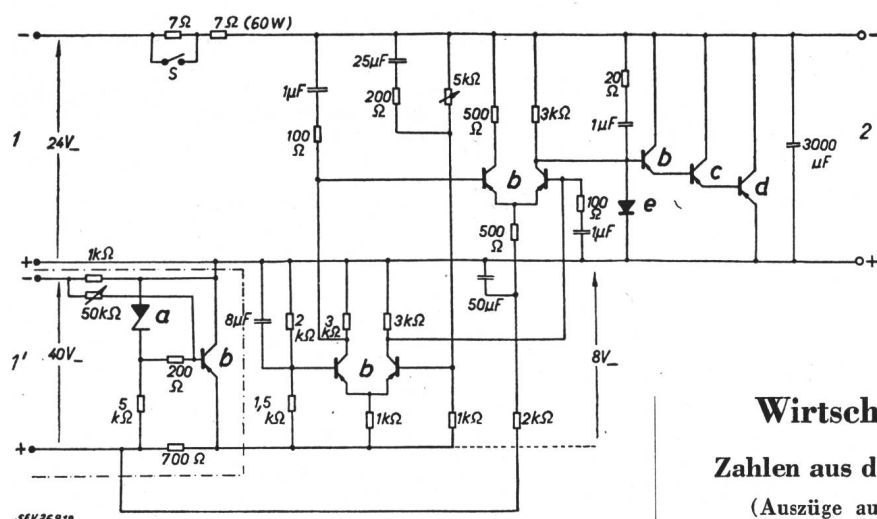 − 7Ω 7Ω (60W) −
S
25µF
1µF
200 Ω
5kΩ
100 Ω
500 Ω
3kΩ
20 Ω
1µF
1 24V_
b b c d
3000 µF
2
e
100 Ω
1µF
500 Ω
+ +
1kΩ
−
50kΩ
a
8µF
2 kΩ
3 kΩ
3kΩ
50µF
1' 40V_
200 Ω
b
b
8V_
5 kΩ
1,5 kΩ
1kΩ
1kΩ
2kΩ
+
700 Ω
Wirtsch
Zahlen aus d
(Auszüge au